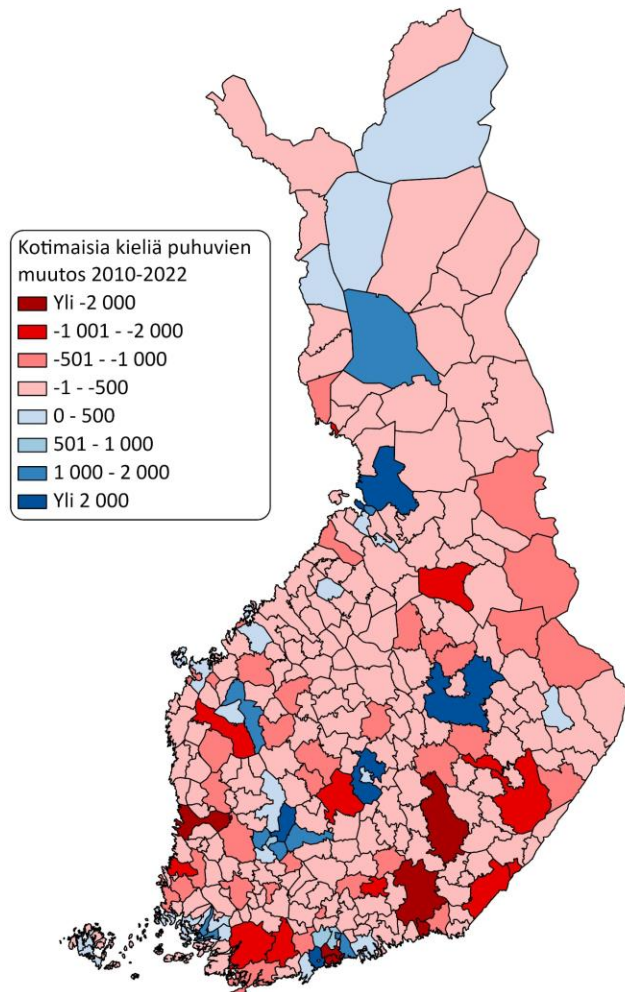 Kotimaisia kieliä puhuvien
muutos 2010-2022
Yli -2 000
-1 001 - -2 000
-501 - -1 000
-1 - -500
0 - 500
501 - 1 000
1 000 - 2 000
Yli 2 000